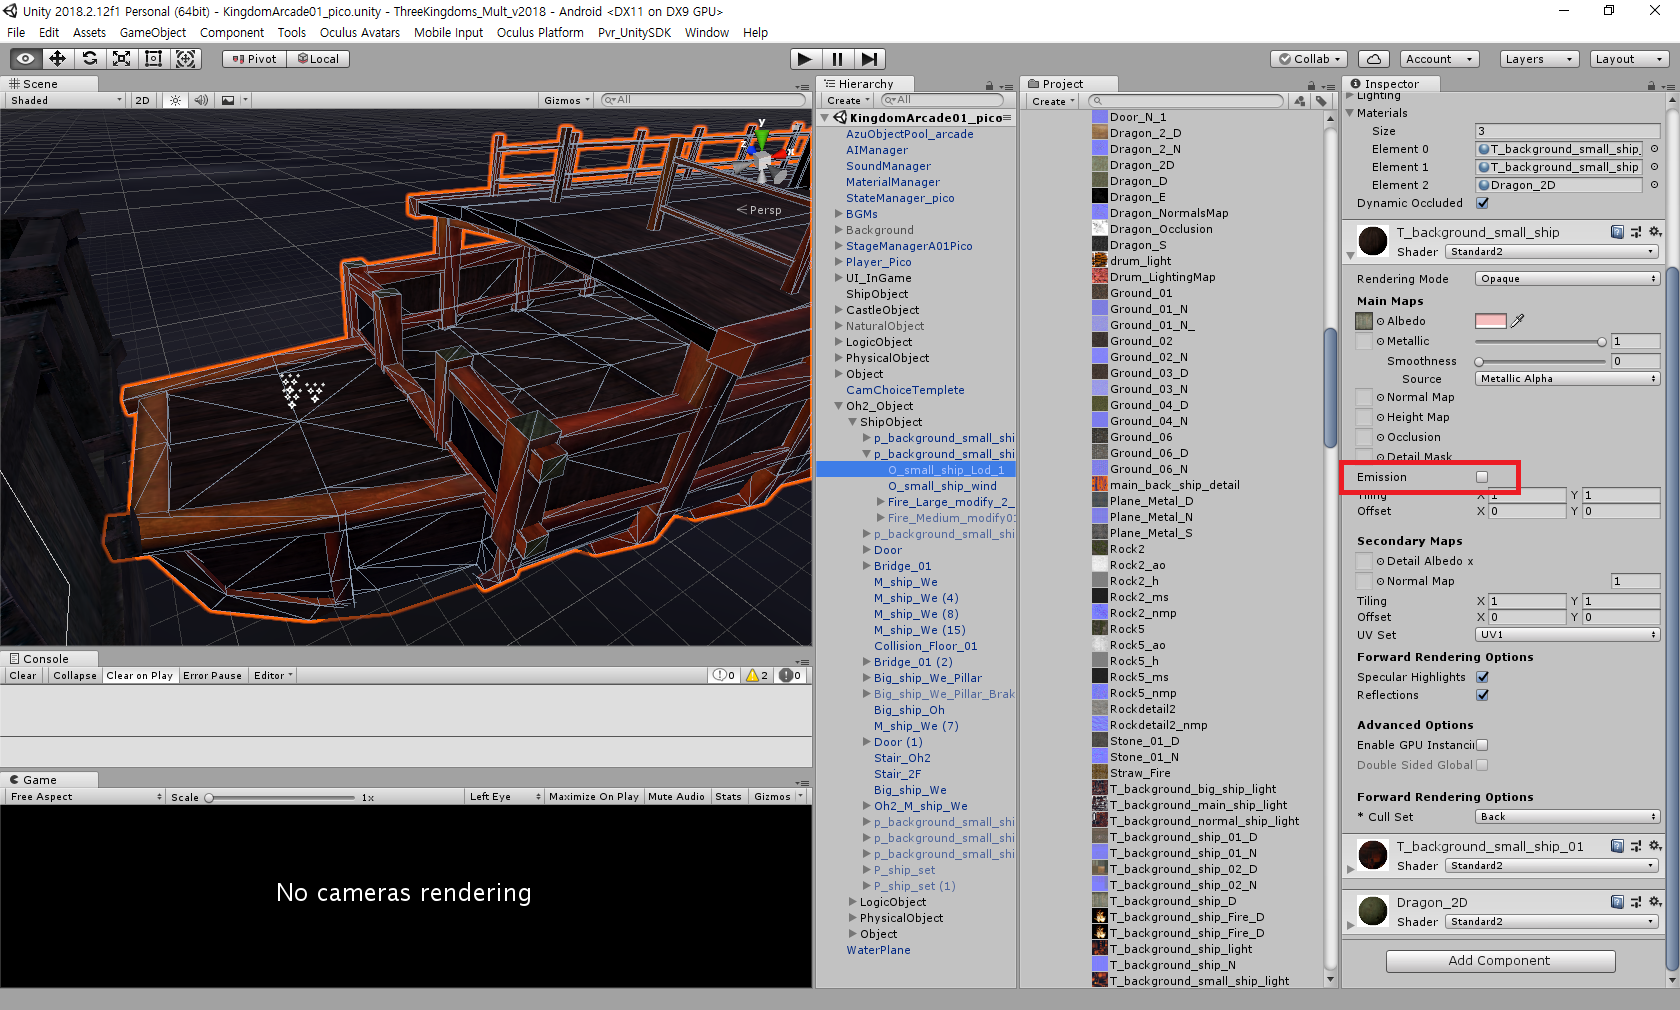 Unity 2018.2.12f1 Personal (64bit) - KingdomArcade01_pico.unity - ThreeKingdoms_Mult_v2018 - Android <DX11 on DX9 GPU>
File Edit Assets GameObject Component Tools Oculus Avatars Mobile Input Oculus Platform Pvr_UnitySDK Window Help
Pivot Local Collab Account Layers Layout
Scene
Shaded 2D Gizmos All
y
z
x
Persp
Console
Clear Collapse Clear on Play Error Pause Editor 0 2 0
Game
Free Aspect Scale 1x Left Eye Maximize On Play Mute Audio Stats Gizmos
No cameras rendering
Hierarchy
Create All
KingdomArcade01_pico
AzuObjectPool_arcade
AIManager
SoundManager
MaterialManager
StateManager_pico
BGMs
Background
StageManagerA01Pico
Player_Pico
UI_InGame
ShipObject
CastleObject
NaturalObject
LogicObject
PhysicalObject
Object
CamChoiceTemplete
Oh2_Object
ShipObject
p_background_small_shi
p_background_small_shi
O_small_ship_Lod_1
O_small_ship_wind
Fire_Large_modify_2_
Fire_Medium_modify01
p_background_small_shi
Door
Bridge_01
M_ship_We
M_ship_We (4)
M_ship_We (8)
M_ship_We (15)
Collision_Floor_01
Bridge_01 (2)
Big_ship_We_Pillar
Big_ship_We_Pillar_Brak
Big_ship_Oh
M_ship_We (7)
Door (1)
Stair_Oh2
Stair_2F
Big_ship_We
Oh2_M_ship_We
p_background_small_shi
p_background_small_shi
p_background_small_shi
P_ship_set
P_ship_set (1)
LogicObject
PhysicalObject
Object
WaterPlane
Project
Create
Door_N_1
Dragon_2_D
Dragon_2_N
Dragon_2D
Dragon_D
Dragon_E
Dragon_NormalsMap
Dragon_Occlusion
Dragon_S
drum_light
Drum_LightingMap
Ground_01
Ground_01_N
Ground_01_N_
Ground_02
Ground_02_N
Ground_03_D
Ground_03_N
Ground_04_D
Ground_04_N
Ground_06
Ground_06_D
Ground_06_N
main_back_ship_detail
Plane_Metal_D
Plane_Metal_N
Plane_Metal_S
Rock2
Rock2_ao
Rock2_h
Rock2_ms
Rock2_nmp
Rock5
Rock5_ao
Rock5_h
Rock5_ms
Rock5_nmp
Rockdetail2
Rockdetail2_nmp
Stone_01_D
Stone_01_N
Straw_Fire
T_background_big_ship_light
T_background_main_ship_light
T_background_normal_ship_light
T_background_ship_01_D
T_background_ship_01_N
T_background_ship_02_D
T_background_ship_02_N
T_background_ship_D
T_background_ship_Fire_D
T_background_ship_Fire_D
T_background_ship_light
T_background_ship_N
T_background_small_ship_light
Inspector
Lighting
Materials
Size 3
Element 0 T_background_small_ship_
Element 1 T_background_small_ship
Element 2 Dragon_2D
Dynamic Occluded
T_background_small_ship
Shader Standard2
Rendering Mode Opaque
Main Maps
Albedo
Metallic 1
Smoothness 0
Source Metallic Alpha
Normal Map
Height Map
Occlusion
Detail Mask
Emission
Tiling X 1 Y 1
Offset X 0 Y 0
Secondary Maps
Detail Albedo x
Normal Map 1
Tiling X 1 Y 1
Offset X 0 Y 0
UV Set UV1
Forward Rendering Options
Specular Highlights
Reflections
Advanced Options
Enable GPU Instancii
Double Sided Global
Forward Rendering Options
* Cull Set Back
T_background_small_ship_01
Shader Standard2
Dragon_2D
Shader Standard2
Add Component